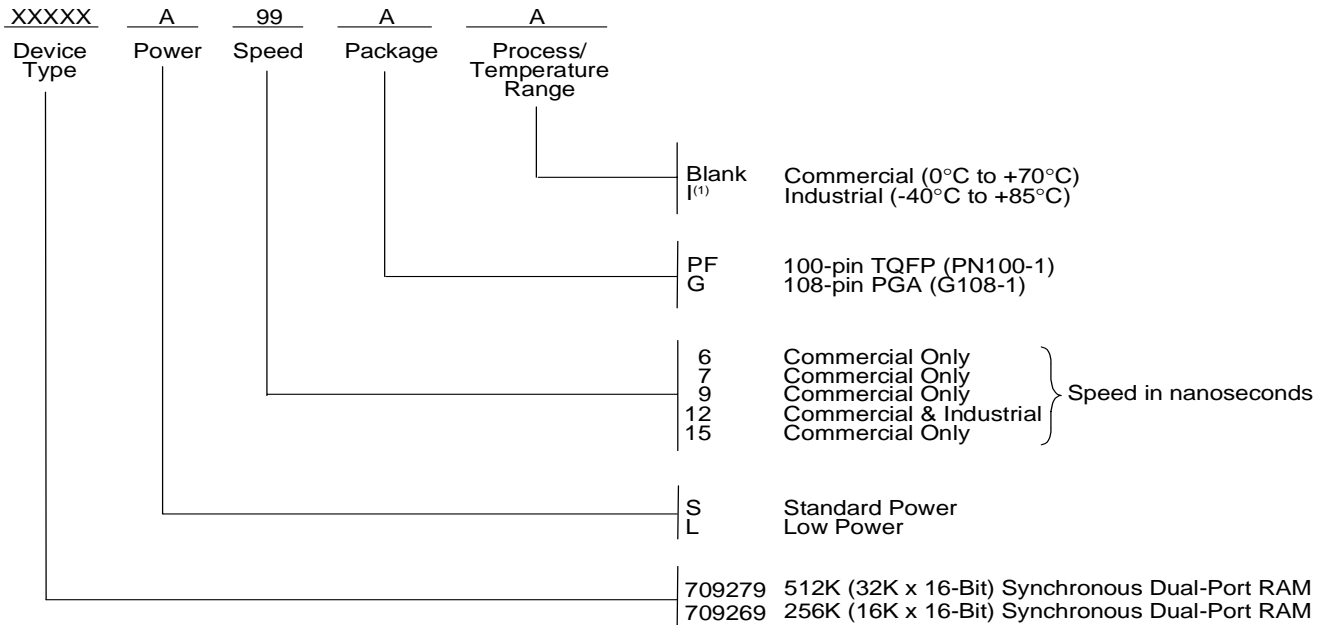 XXXXX A 99 A A
Device Type Power Speed Package Process/ Temperature Range
Blank Commercial (0°C to +70°C)
I(1) Industrial (-40°C to +85°C)
PF 100-pin TQFP (PN100-1)
G 108-pin PGA (G108-1)
6 Commercial Only
7 Commercial Only
9 Commercial Only
12 Commercial & Industrial
15 Commercial Only
Speed in nanoseconds
S Standard Power
L Low Power
709279 512K (32K x 16-Bit) Synchronous Dual-Port RAM
709269 256K (16K x 16-Bit) Synchronous Dual-Port RAM